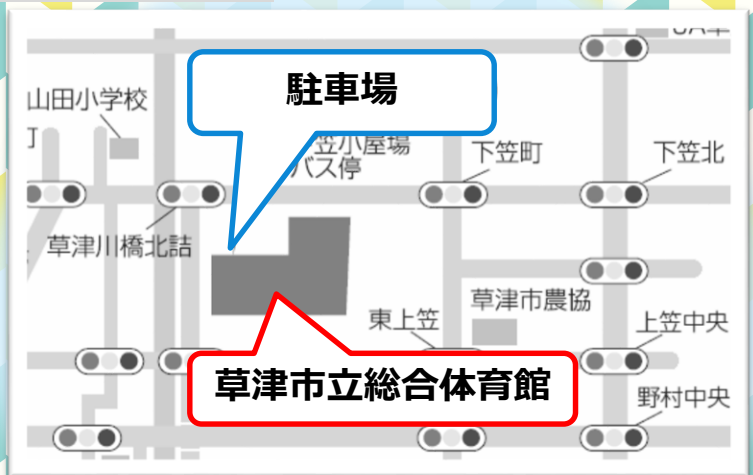 駐車場
山田小学校
笠小屋場
バス停
下笠町
下笠北
草津川橋北詰
草津市農協
東上笠
上笠中央
草津市立総合体育館
野村中央